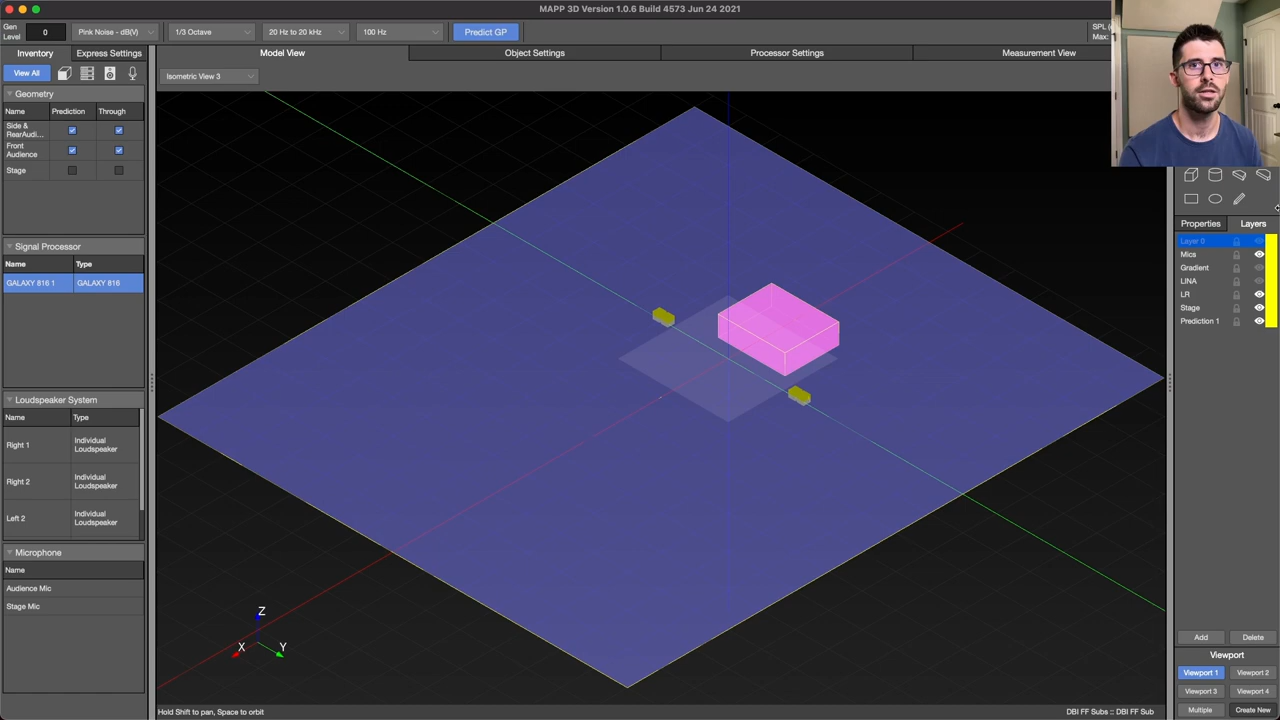 MAPP 3D Version 1.0.6 Build 4573 Jun 24 2021
Gen Level
0
Pink Noise - dB(V)
1/3 Octave
20 Hz to 20 kHz
100 Hz
Predict GP
SPL (
Max:
Inventory
Express Settings
Model View
Object Settings
Processor Settings
Measurement View
View All
Isometric View 3
Geometry
Name Prediction Through
Side & RearAudi...
Front Audience
Stage
Signal Processor
Name Type
GALAXY 816 1 GALAXY 816
Loudspeaker System
Name Type
Right 1 Individual Loudspeaker
Right 2 Individual Loudspeaker
Left 2 Individual Loudspeaker
Microphone
Name
Audience Mic
Stage Mic
Z
X
Y
Hold Shift to pan, Space to orbit
DBI FF Subs :: DBI FF Sub
Properties
Layers
Layer 0
Mics
Gradient
LINA
LR
Stage
Prediction 1
Add
Delete
Viewport
Viewport 1
Viewport 2
Viewport 3
Viewport 4
Multiple
Create New